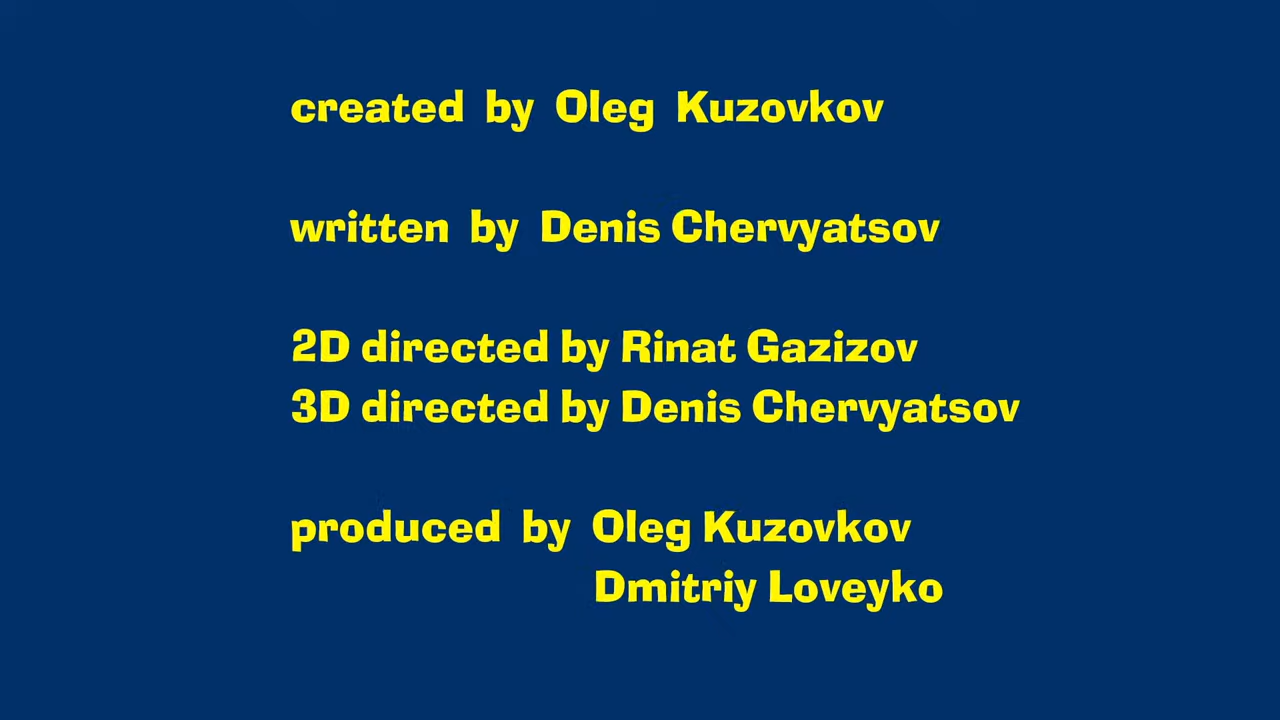 created by Oleg Kuzovkov
written by Denis Chervyatsov
2D directed by Rinat Gazizov
3D directed by Denis Chervyatsov
produced by Oleg Kuzovkov
Dmitriy Loveyko